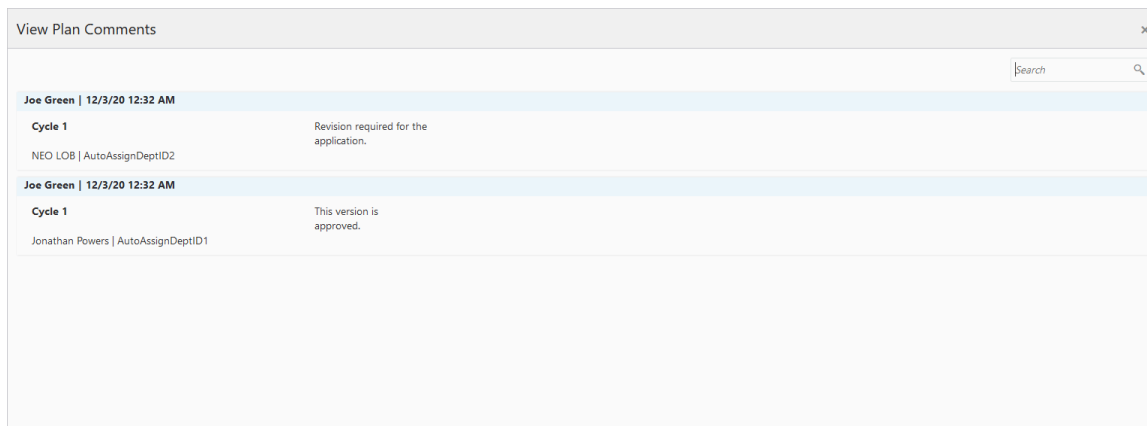 View Plan Comments
Search
Joe Green | 12/3/20 12:32 AM
Cycle 1
Revision required for the
application.
NEO LOB | AutoAssignDeptID2
Joe Green | 12/3/20 12:32 AM
Cycle 1
This version is
approved.
Jonathan Powers | AutoAssignDeptID1